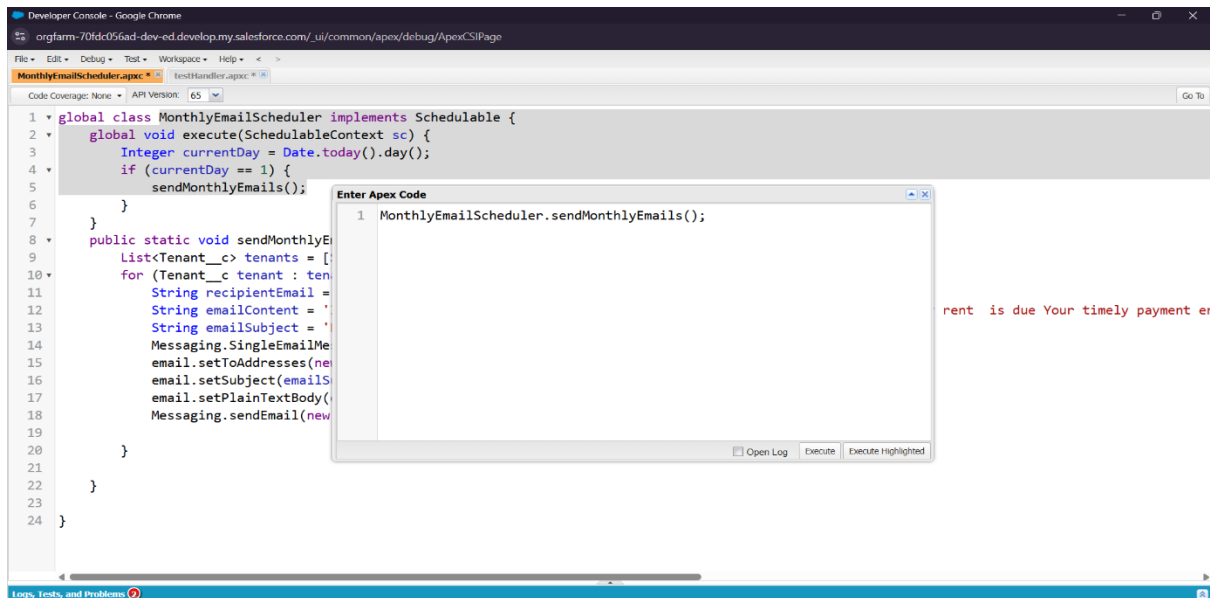 Developer Console - Google Chrome
orgfarm-70fdc056ad-dev-ed.develop.my.salesforce.com/_ui/common/apex/debug/ApexCSIPage
File Edit Debug Test Workspace Help < >
MonthlyEmailScheduler.apxc * testHandler.apxc *
Code Coverage: None API Version: 65 Go To
1 global class MonthlyEmailScheduler implements Schedulable {
2 global void execute(SchedulableContext sc) {
3 Integer currentDay = Date.today().day();
4 if (currentDay == 1) {
5 sendMonthlyEmails();
6 }
7 }
8 public static void sendMonthlyE
9 List<Tenant__c> tenants = [
10 for (Tenant__c tenant : ten
11 String recipientEmail =
12 String emailContent = ' rent is due Your timely payment en
13 String emailSubject = '
14 Messaging.SingleEmailMe
15 email.setToAddresses(ne
16 email.setSubject(emailS
17 email.setPlainTextBody(
18 Messaging.sendEmail(new
19
20 }
21
22 }
23
24 }
Enter Apex Code
1 MonthlyEmailScheduler.sendMonthlyEmails();
Open Log Execute Execute Highlighted
Logs, Tests, and Problems 2